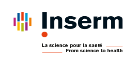 Inserm
La science pour la santé
From science to health